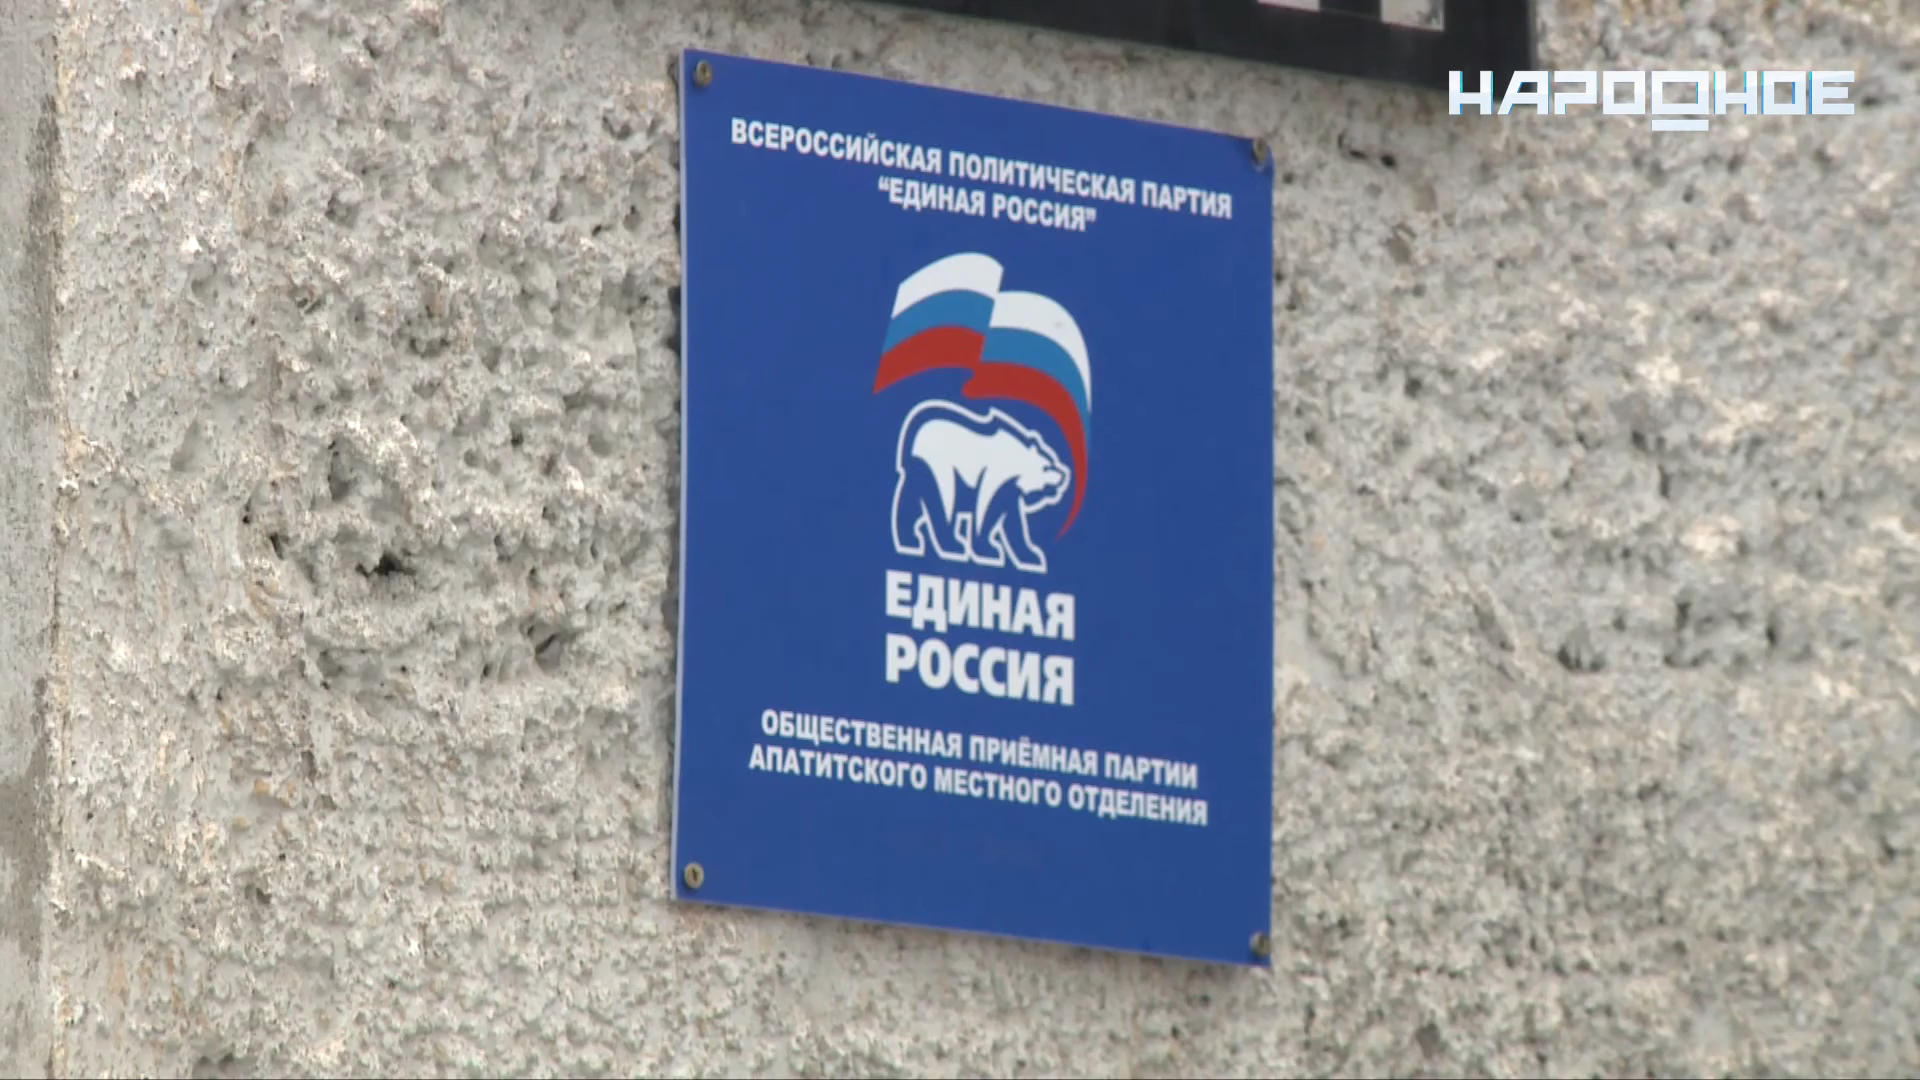 НАРОДНОЕ
ВСЕРОССИЙСКАЯ ПОЛИТИЧЕСКАЯ ПАРТИЯ
“ЕДИНАЯ РОССИЯ”
ЕДИНАЯ
РОССИЯ
ОБЩЕСТВЕННАЯ ПРИЁМНАЯ ПАРТИИ
АПАТИТСКОГО МЕСТНОГО ОТДЕЛЕНИЯ